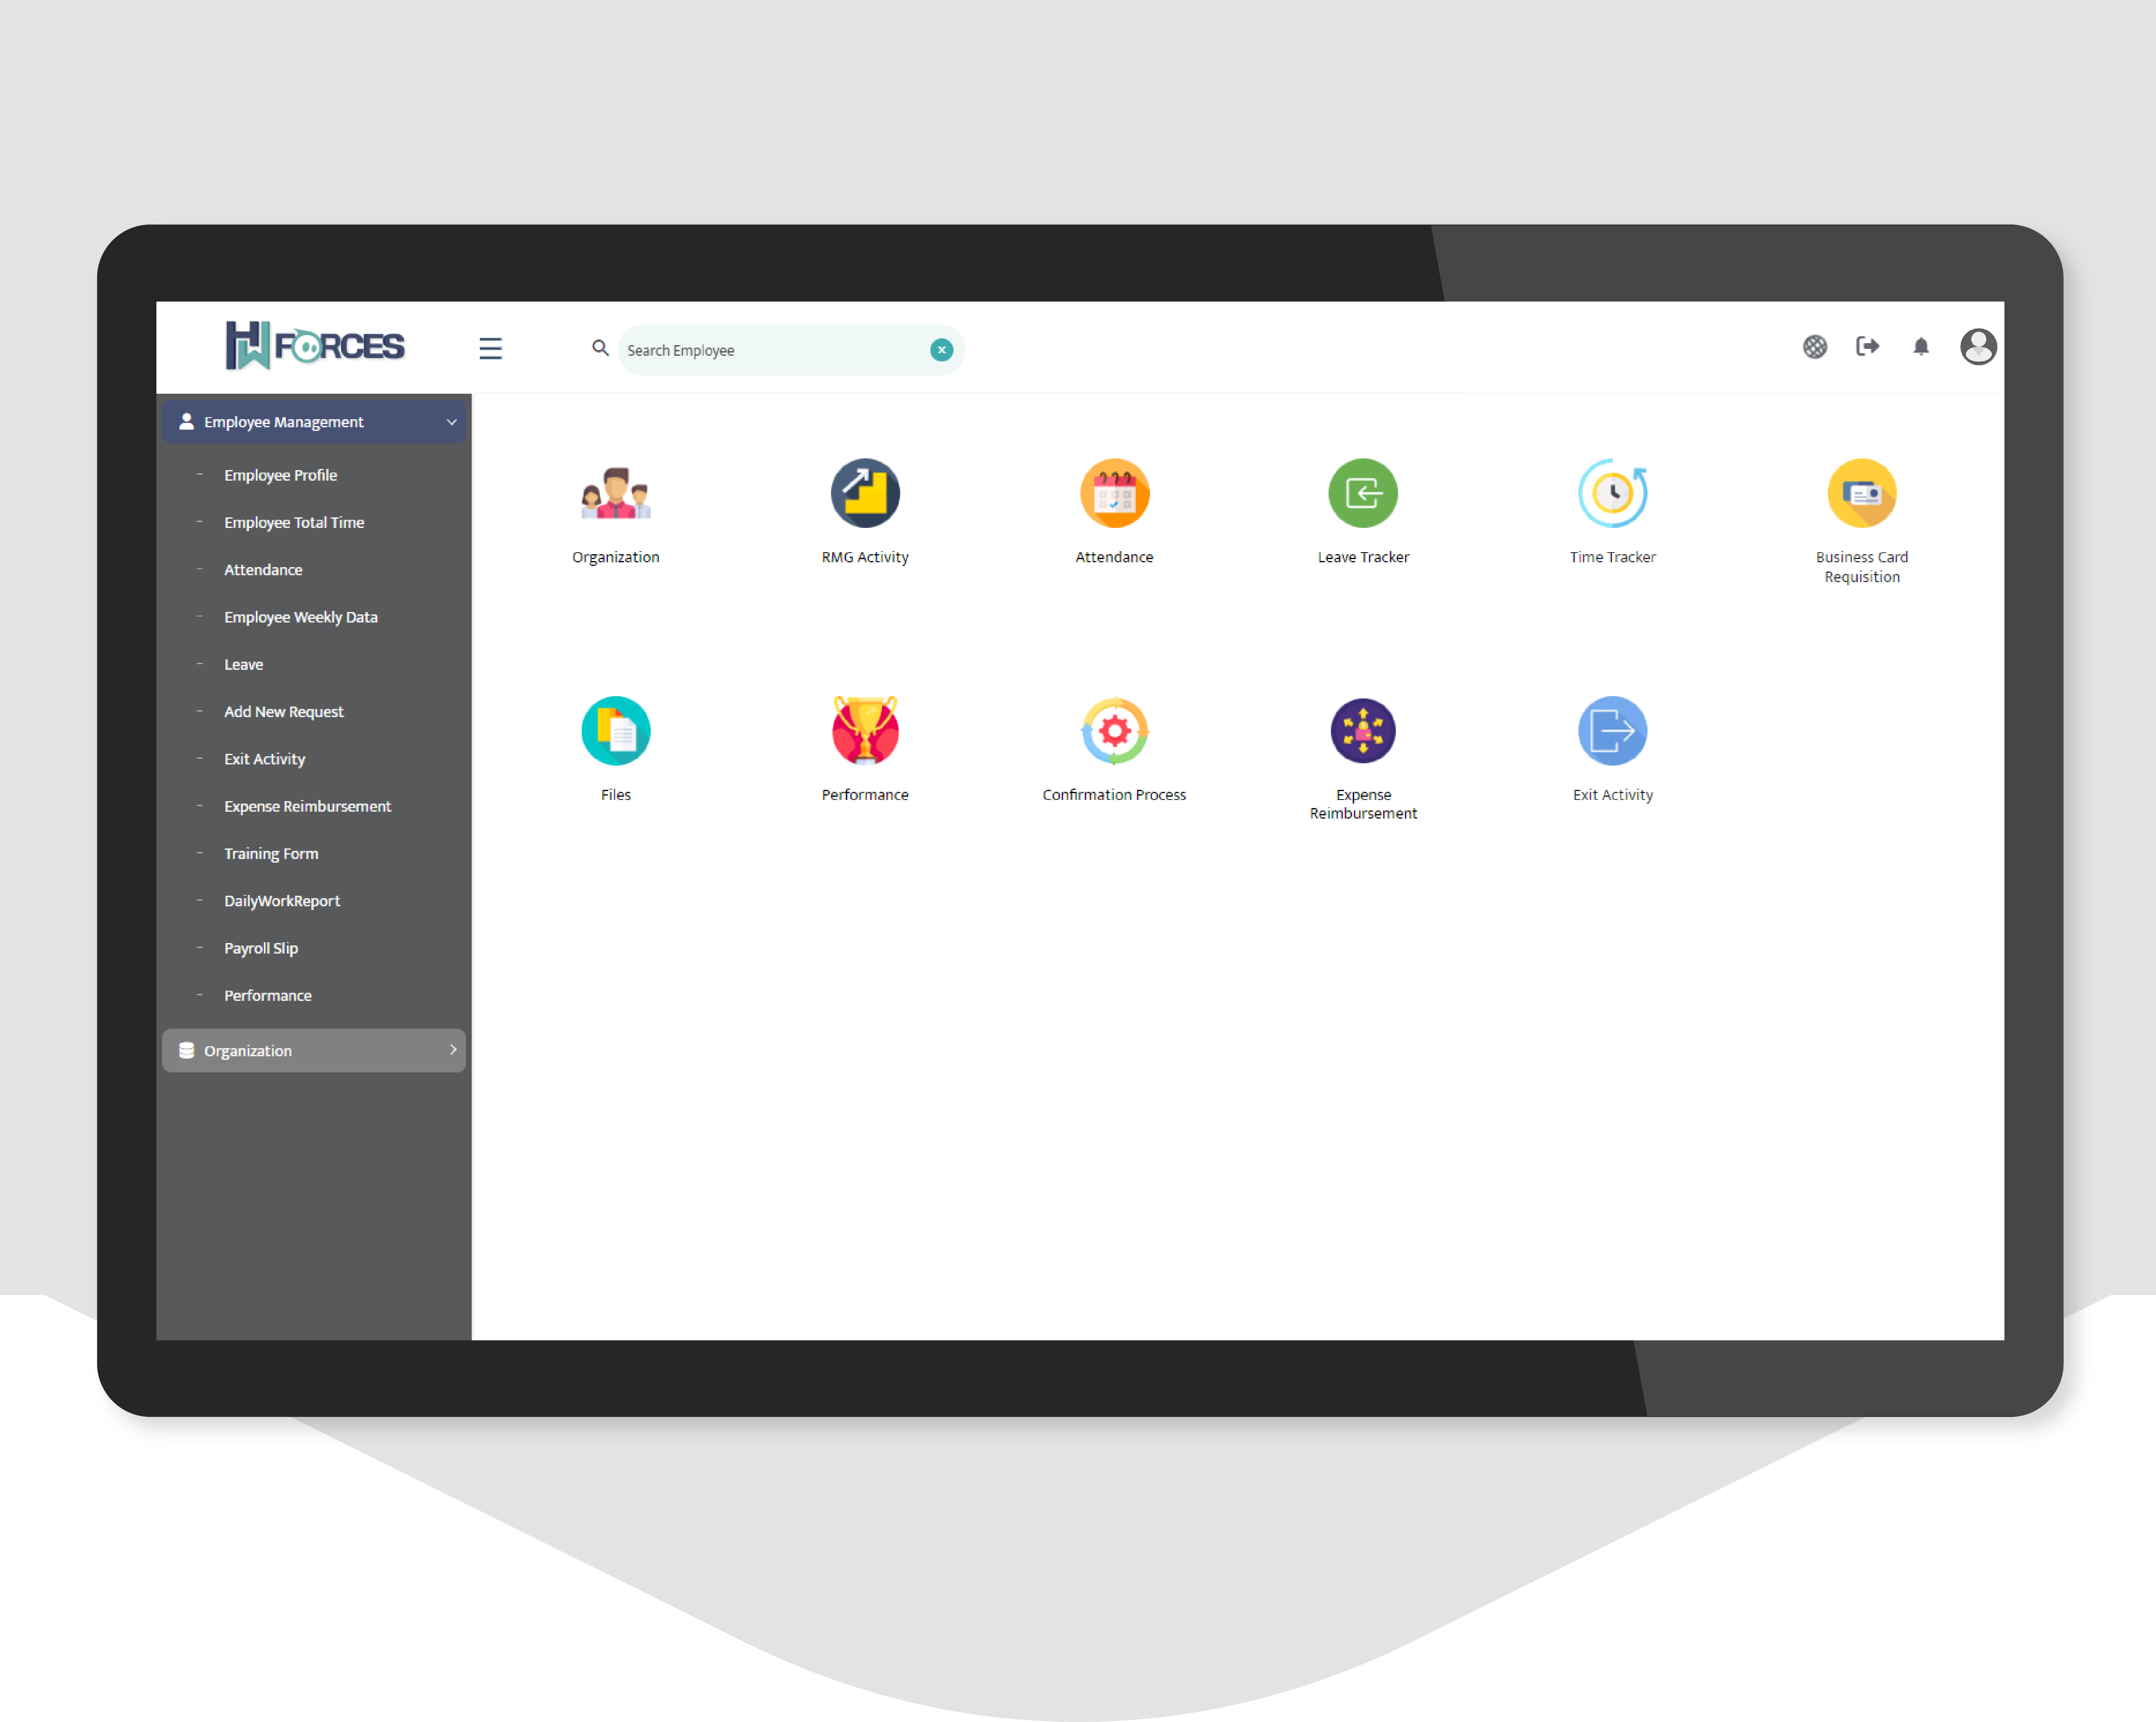 HW FORCES
Search Employee
Employee Management
Employee Profile
Employee Total Time
Attendance
Employee Weekly Data
Leave
Add New Request
Exit Activity
Expense Reimbursement
Training Form
DailyWorkReport
Payroll Slip
Performance
Organization
Organization
RMG Activity
Attendance
Leave Tracker
Time Tracker
Business Card
Requisition
Files
Performance
Confirmation Process
Expense
Reimbursement
Exit Activity